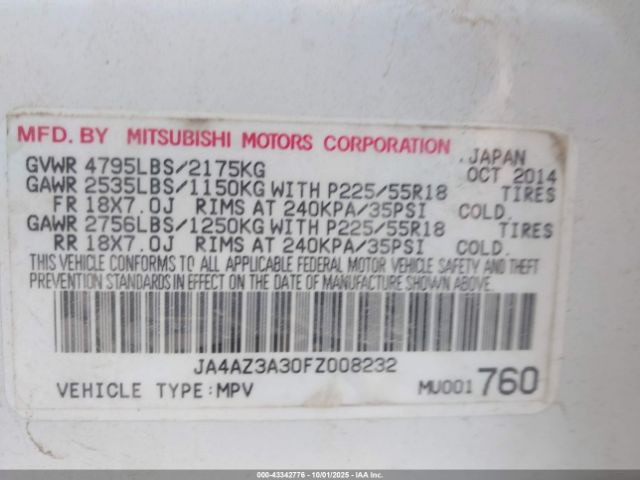 MFD. BY MITSUBISHI MOTORS CORPORATION JAPAN
GVWR 4795LBS/2175KG OCT 2014
GAWR 2535LBS/1150KG WITH P225/55R18 TIRES
FR 18X7.0J RIMS AT 240KPA/35PSI COLD.
GAWR 2756LBS/1250KG WITH P225/55R18 TIRES
RR 18X7.0J RIMS AT 240KPA/35PSI COLD.
THIS VEHICLE CONFORMS TO ALL APPLICABLE FEDERAL MOTOR VEHICLE SAFETY AND THEFT
PREVENTION STANDARDS IN EFFECT ON THE DATE OF MANUFACTURE SHOWN ABOVE.
JA4AZ3A30FZ008232
VEHICLE TYPE:MPV MU001 760
000-43342776 - 10/01/2025 - IAA Inc.